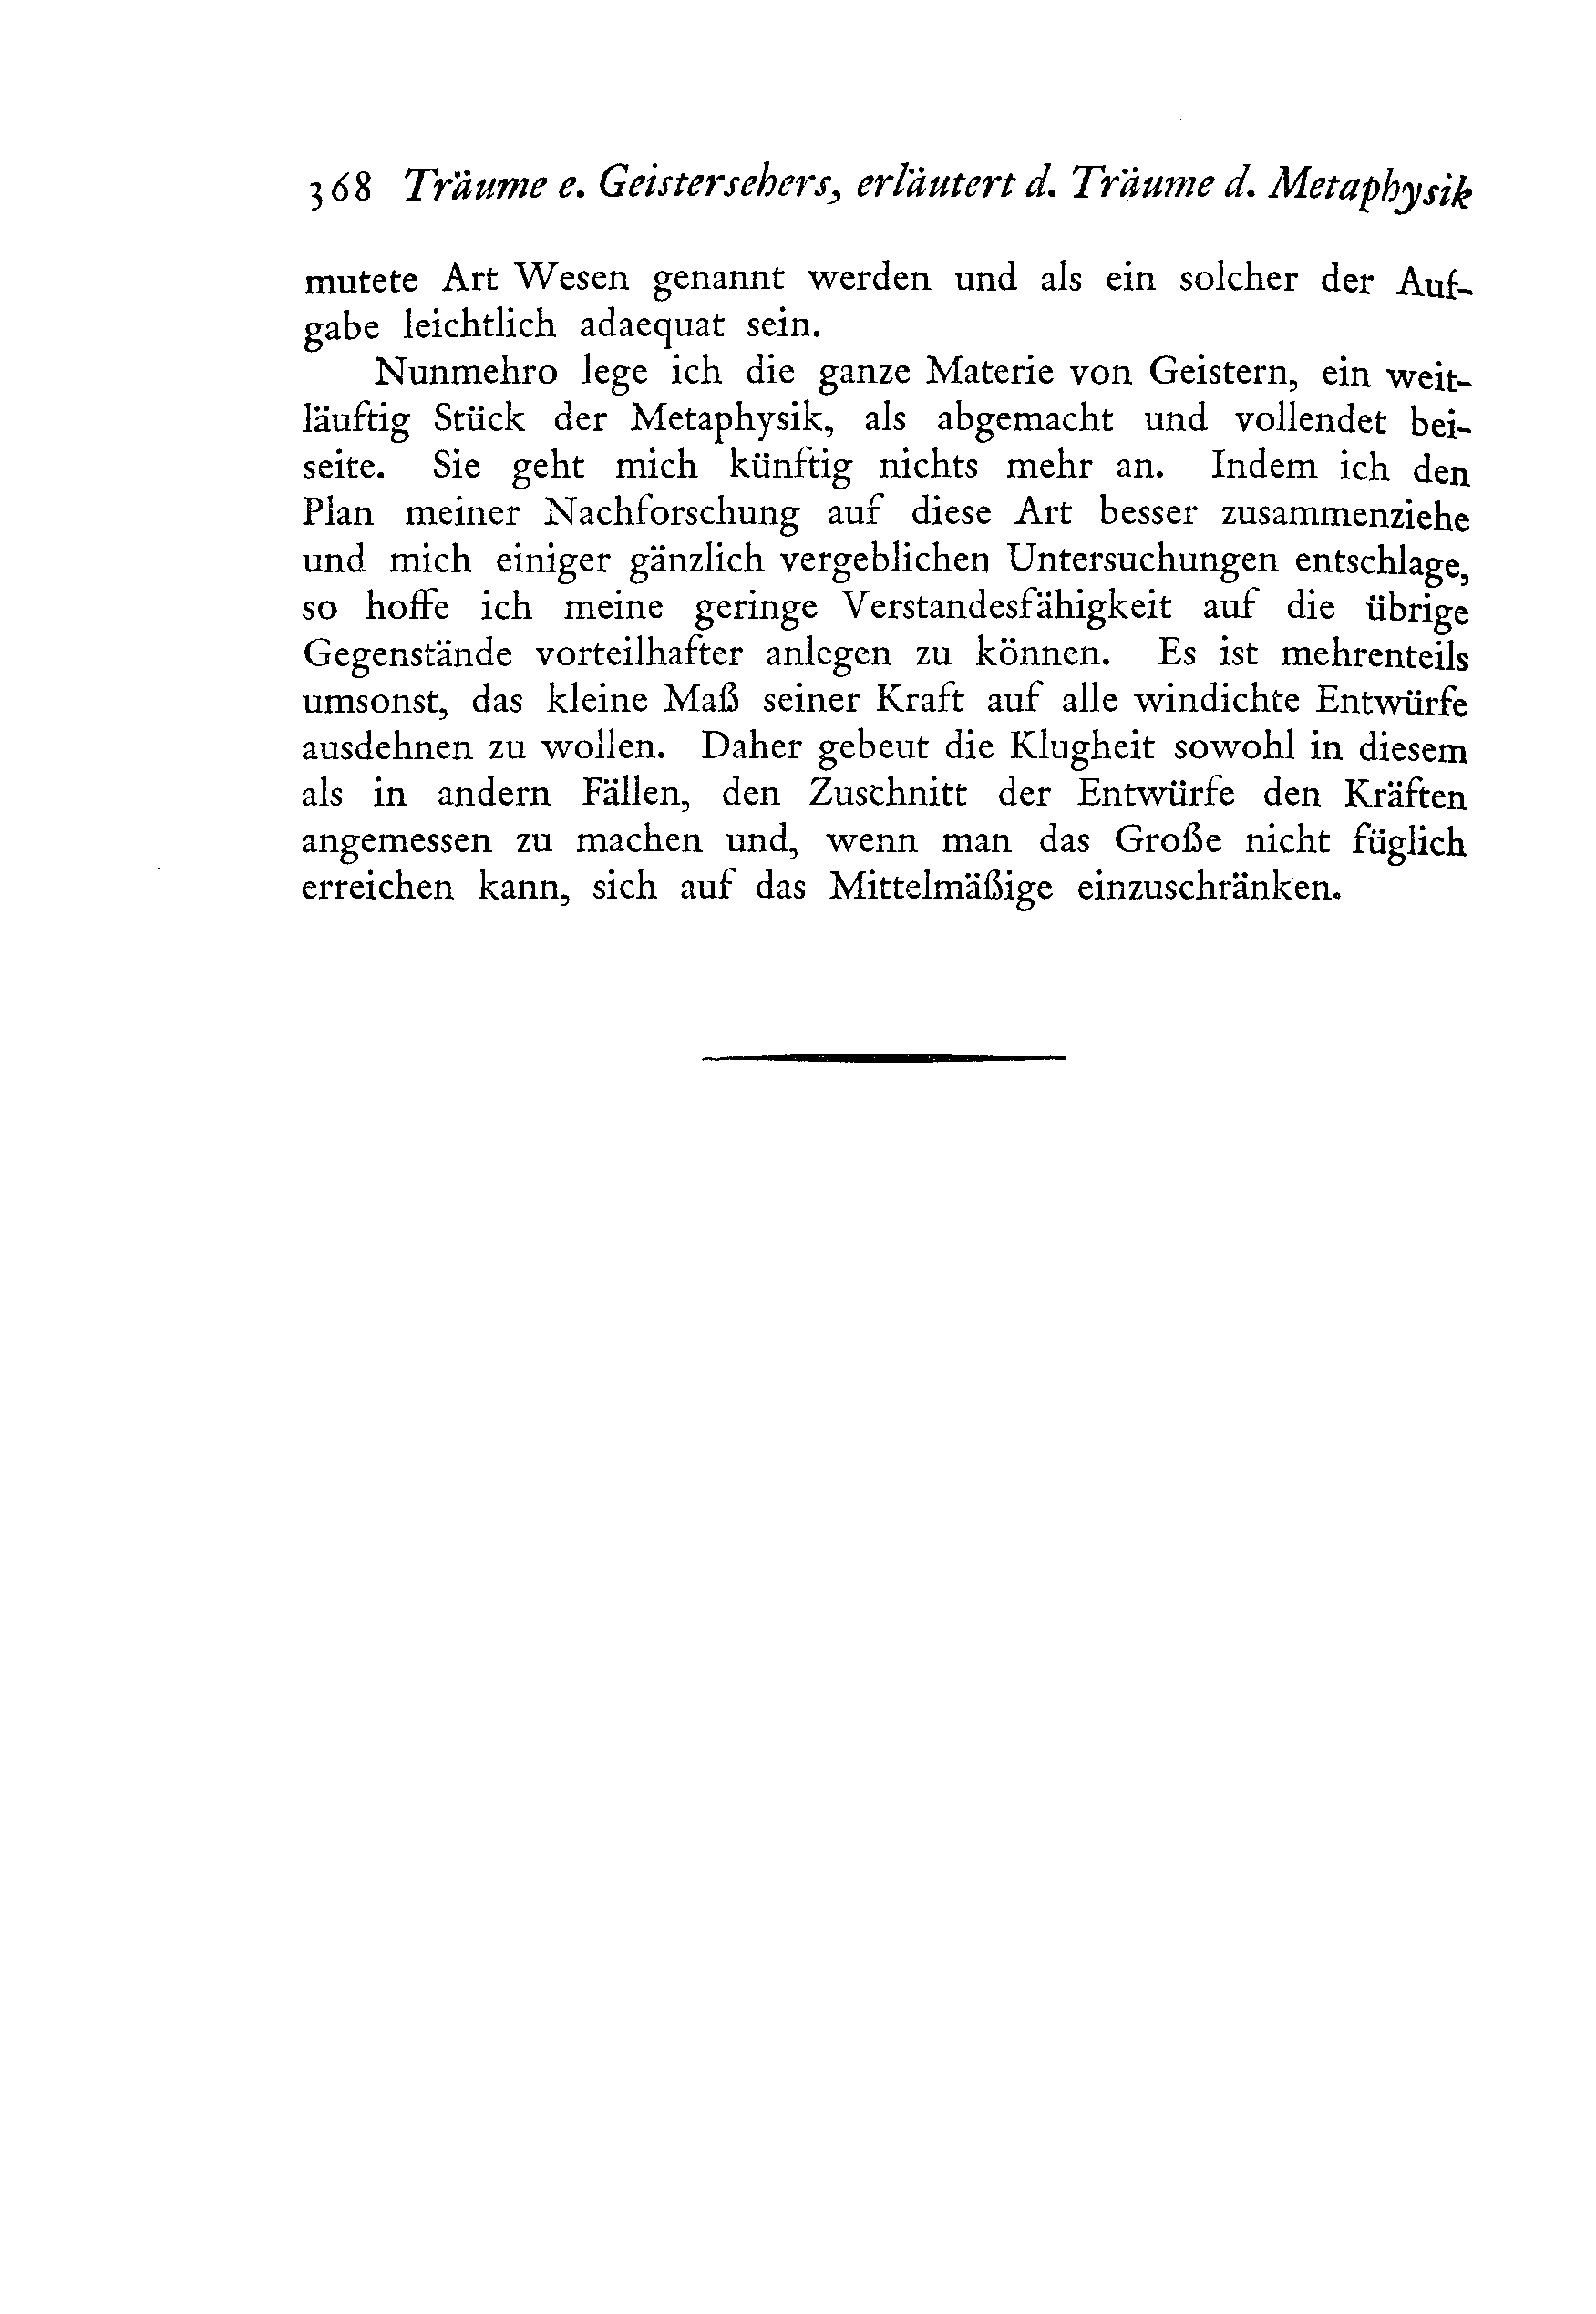 368 Träume e. Geistersehers, erläutert d. Träume d. Metaphysik
mutete Art Wesen genannt werden und als ein solcher der Auf-
gabe leichtlich adaequat sein.
Nunmehro lege ich die ganze Materie von Geistern, ein weit-
läuftig Stück der Metaphysik, als abgemacht und vollendet bei-
seite. Sie geht mich künftig nichts mehr an. Indem ich den
Plan meiner Nachforschung auf diese Art besser zusammenziehe
und mich einiger gänzlich vergeblichen Untersuchungen entschlage,
so hoffe ich meine geringe Verstandesfähigkeit auf die übrige
Gegenstände vorteilhafter anlegen zu können. Es ist mehrenteils
umsonst, das kleine Maß seiner Kraft auf alle windichte Entwürfe
ausdehnen zu wollen. Daher gebeut die Klugheit sowohl in diesem
als in andern Fällen, den Zuschnitt der Entwürfe den Kräften
angemessen zu machen und, wenn man das Große nicht füglich
erreichen kann, sich auf das Mittelmäßige einzuschränken.